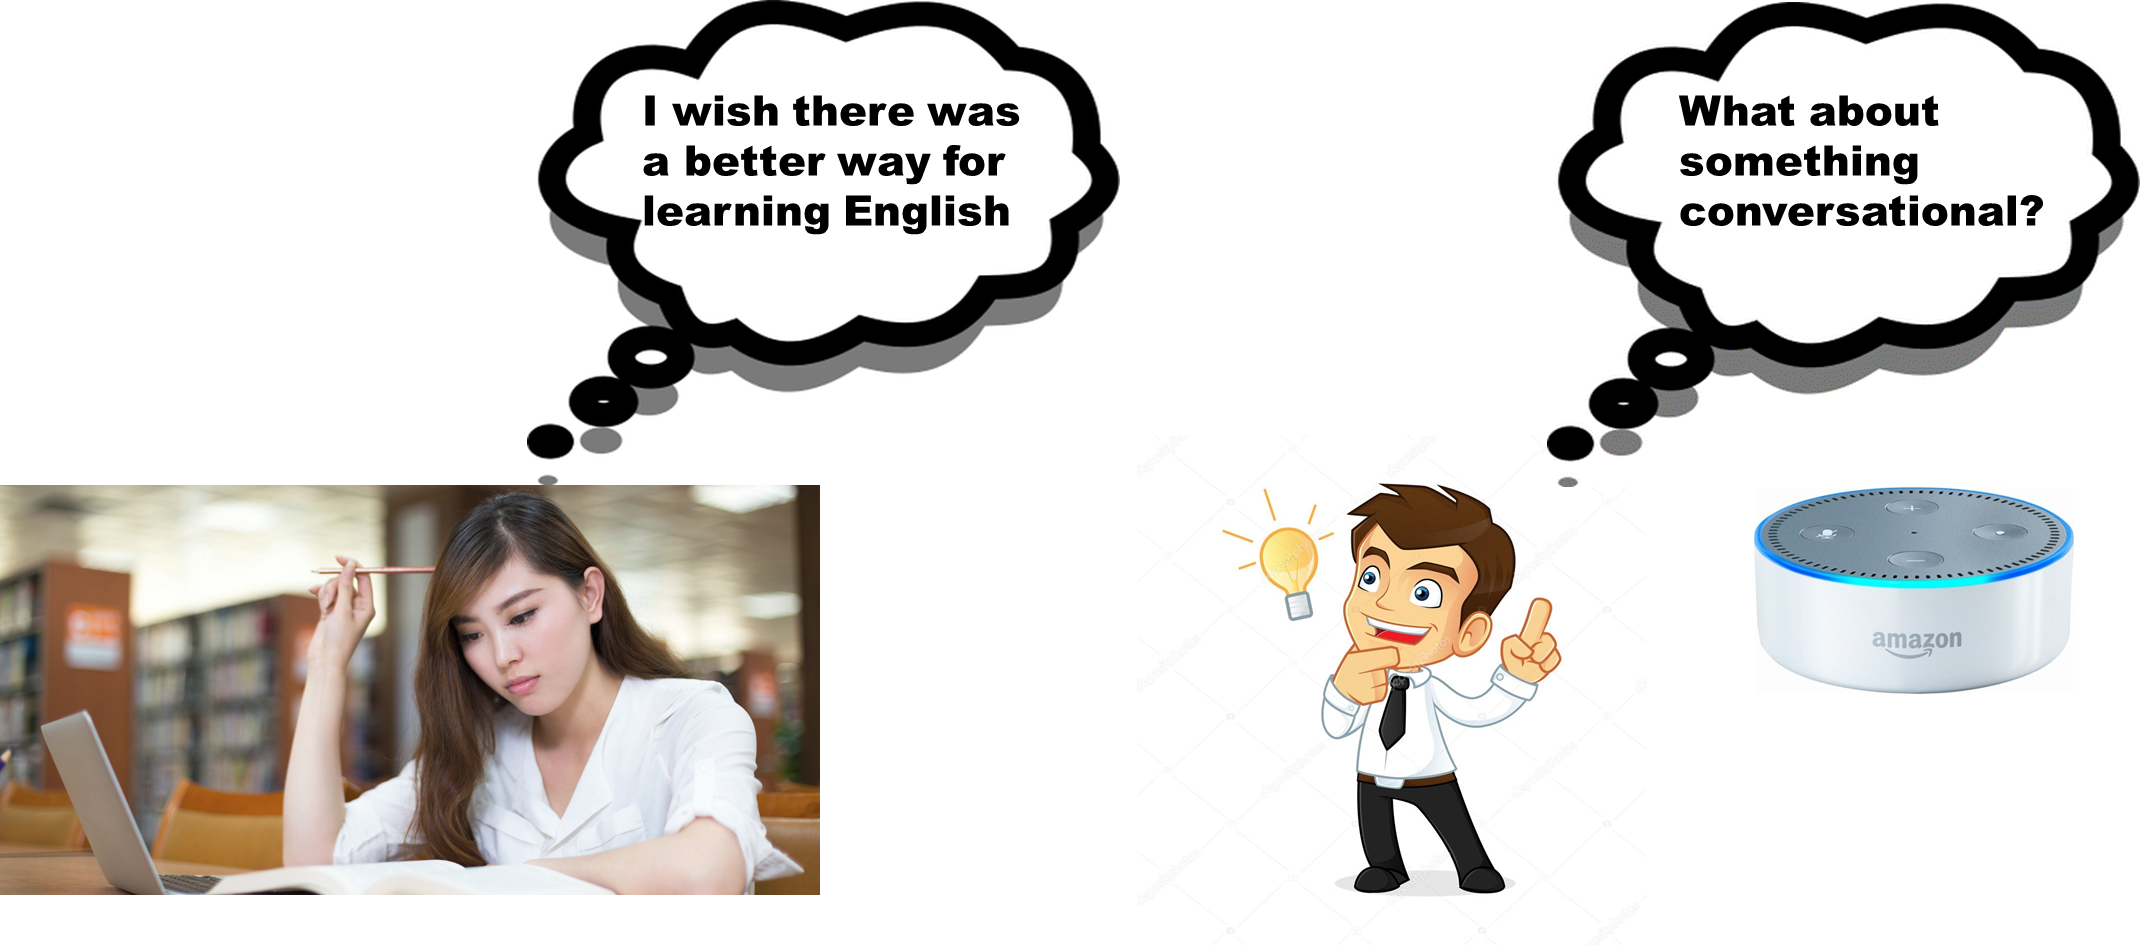 I wish there was
a better way for
learning English
What about
something
conversational?
amazon